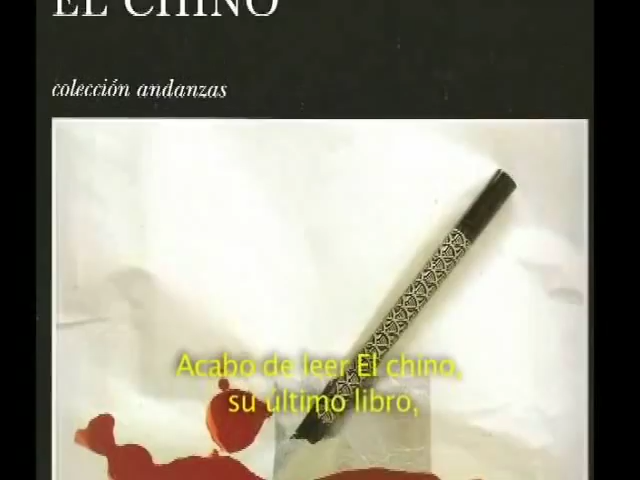 EL CHINO
colección andanzas
Acabo de leer El chino,
su último libro,